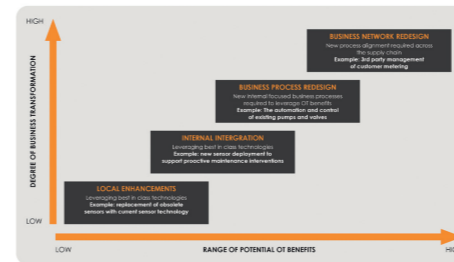 HIGH
BUSINESS NETWORK REDESIGN
New process alignment required across
the supply chain
Example: 3rd party management
of customer metering
BUSINESS PROCESS REDESIGN
New internal focused business processes
required to leverage OT benefits
Example: The automation and control
of existing pumps and valves
INTERNAL INTERGRATION
Leveraging best in class technologies
Example: new sensor deployment to
support proactive maintenance interventions
LOCAL ENHANCEMENTS
Leveraging best in class technologies
Example: replacement of obsolete
sensors with current sensor technology
DEGREE OF BUSINESS TRANSFORMATION
LOW
LOW
RANGE OF POTENTIAL OT BENEFITS
HIG